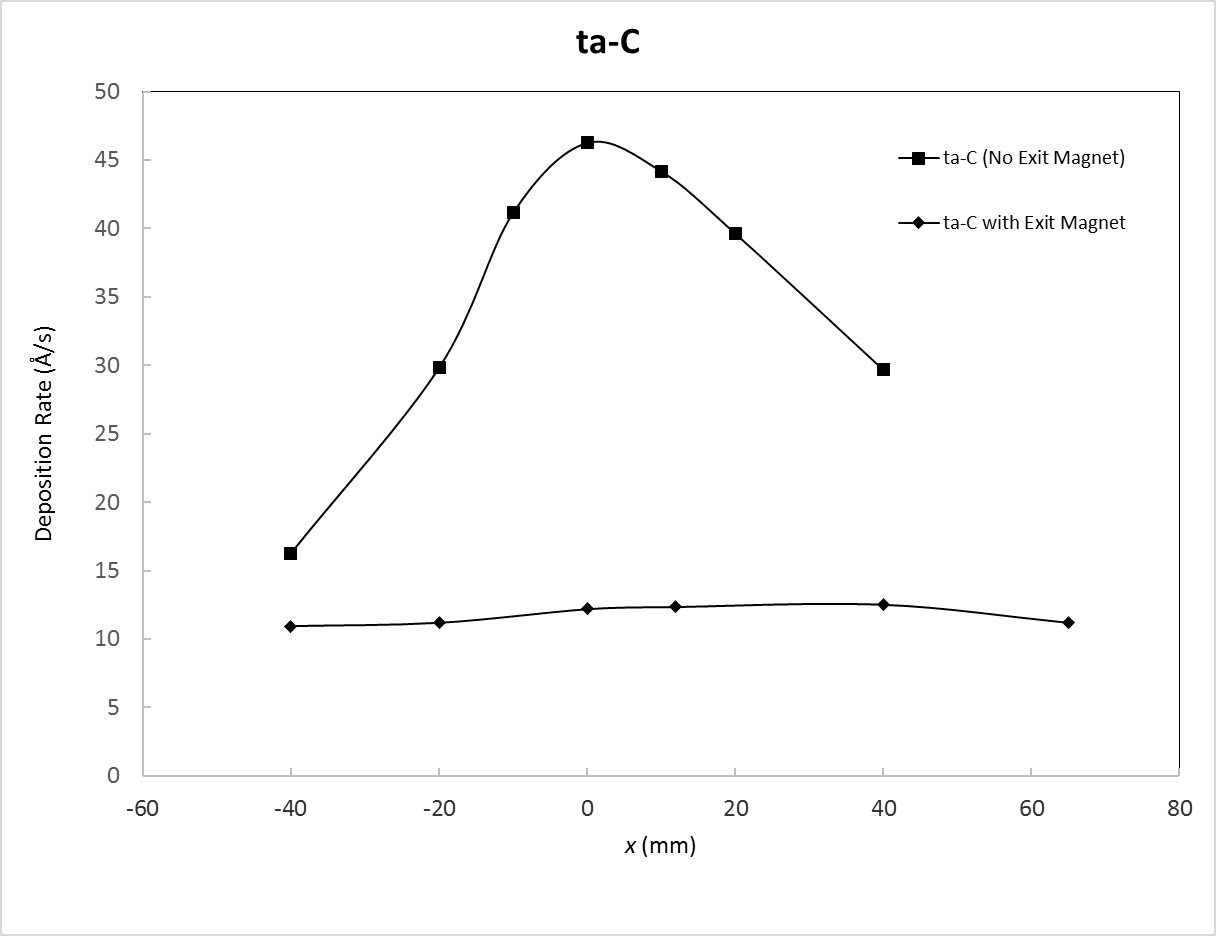 ta-C
50
45
40
35
30
25
20
15
10
5
0
Deposition Rate (Å/s)
ta-C (No Exit Magnet)
ta-C with Exit Magnet
-60 -40 -20 0 20 40 60 80
x (mm)